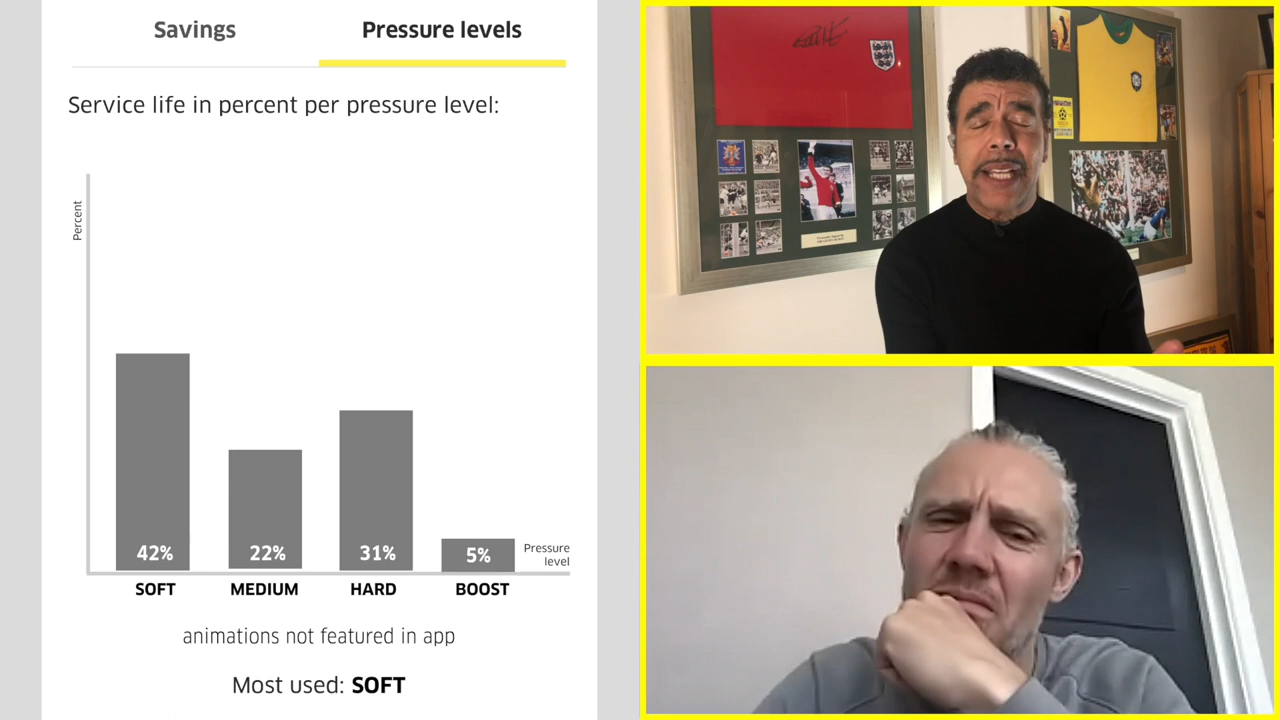 Savings
Pressure levels
Service life in percent per pressure level:
Percent
42%
22%
31%
5%
Pressure
level
SOFT
MEDIUM
HARD
BOOST
animations not featured in app
Most used: SOFT